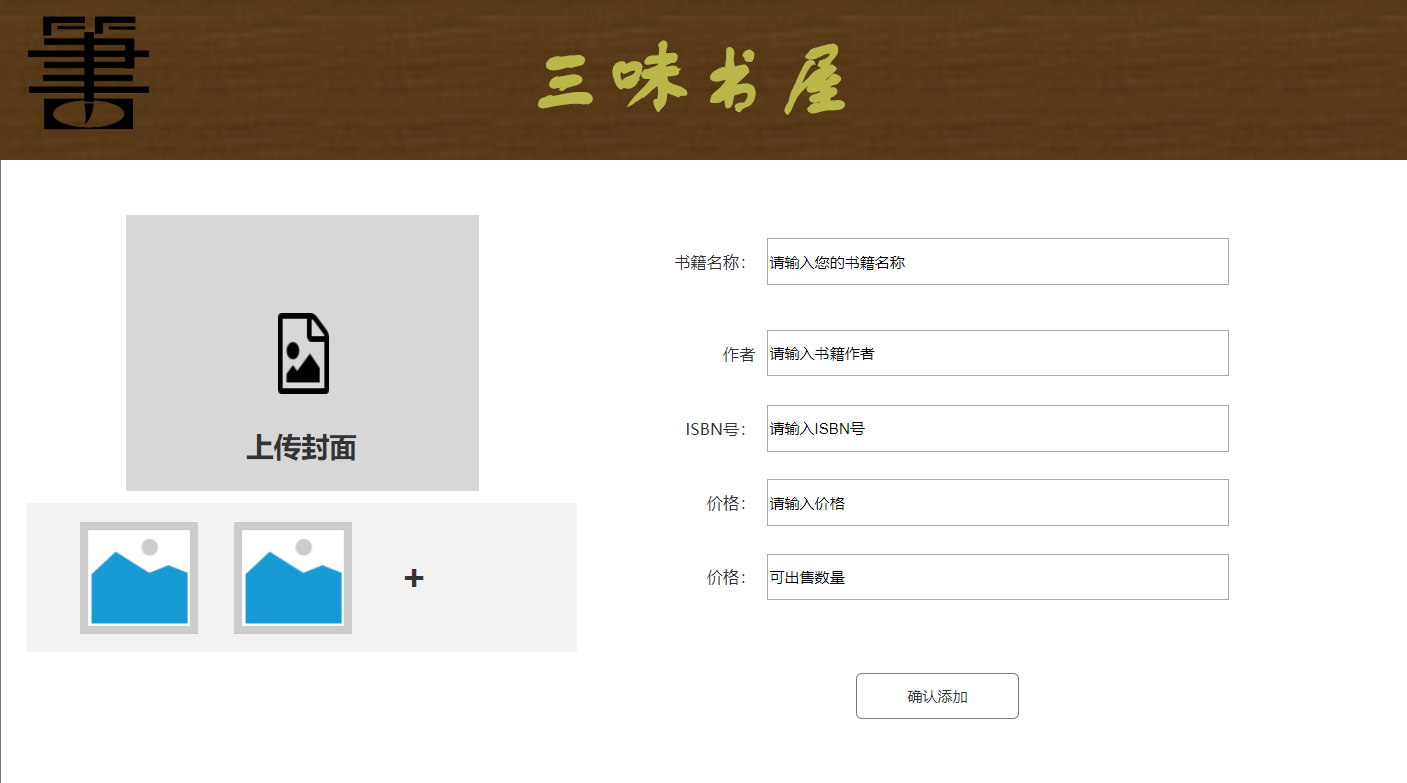 三味书屋
上传封面
+
书籍名称： 请输入您的书籍名称
作者 请输入书籍作者
ISBN号： 请输入ISBN号
价格： 请输入价格
价格： 可出售数量
确认添加